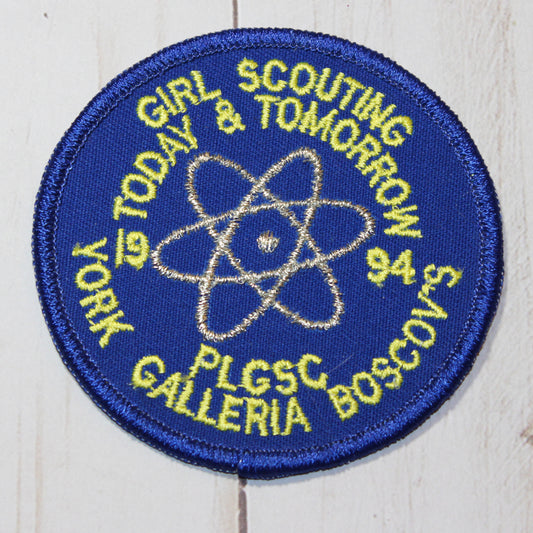 GIRL SCOUTING
TODAY & TOMORROW
19 94
PLGSC
YORK GALLERIA BOSCOV'S